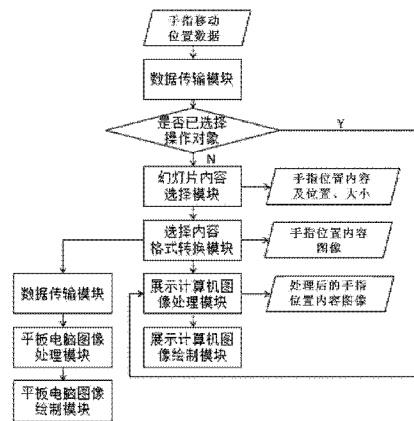 手指移动
位置数据
数据传输模块
是否已选择
操作对象
Y
N
幻灯片内容
选择模块
手指位置内容
及位置、大小
选择内容
格式转换模块
手指位置内容
图像
数据传输模块
展示计算机图
像处理模块
处理后的手指
位置内容图像
平板电脑图像
处理模块
展示计算机图
像绘制模块
平板电脑图像
绘制模块